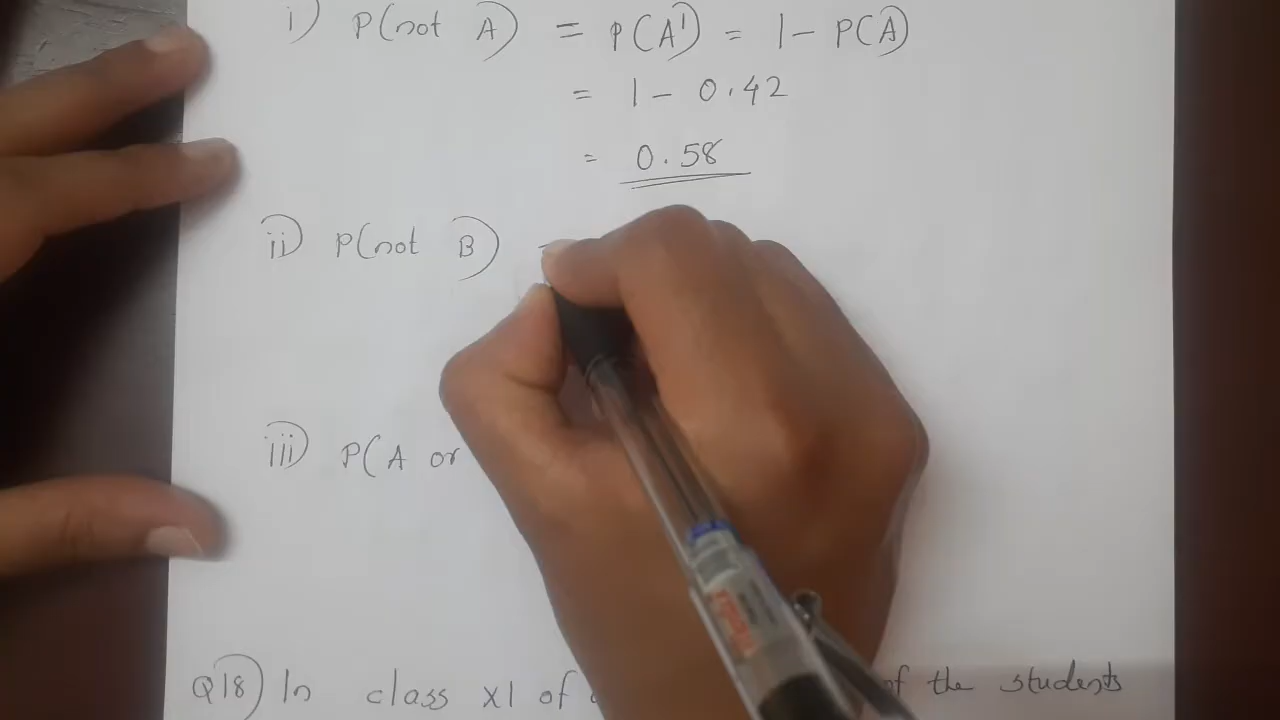 i) P(not A) = P(A') = 1 - P(A)
= 1 - 0.42
= 0.58
ii) P(not B)
iii) P(A or
Q18) In class XI of of the students